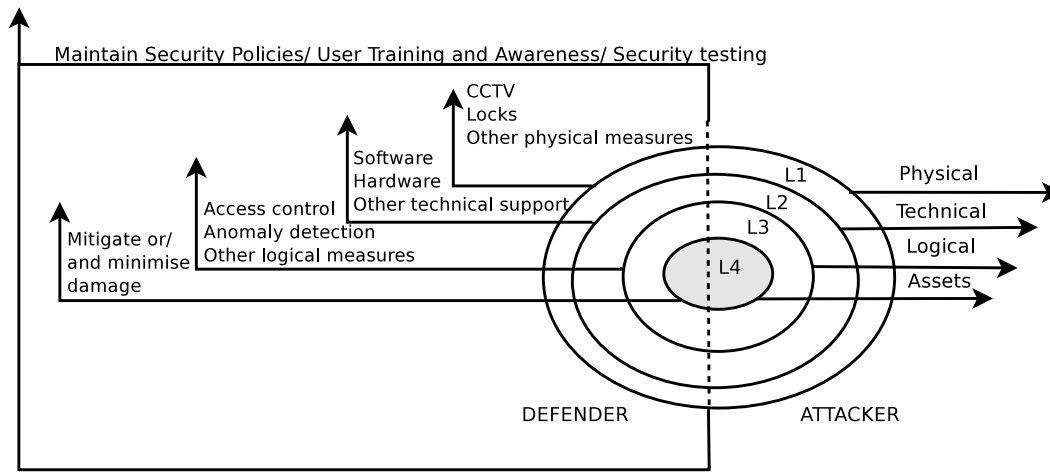 Maintain Security Policies/ User Training and Awareness/ Security testing
CCTV
Locks
Other physical measures
Software
Hardware
Other technical support
Access control
Anomaly detection
Other logical measures
Mitigate or/
and minimise
damage
L1
L2
L3
L4
Physical
Technical
Logical
Assets
DEFENDER
ATTACKER